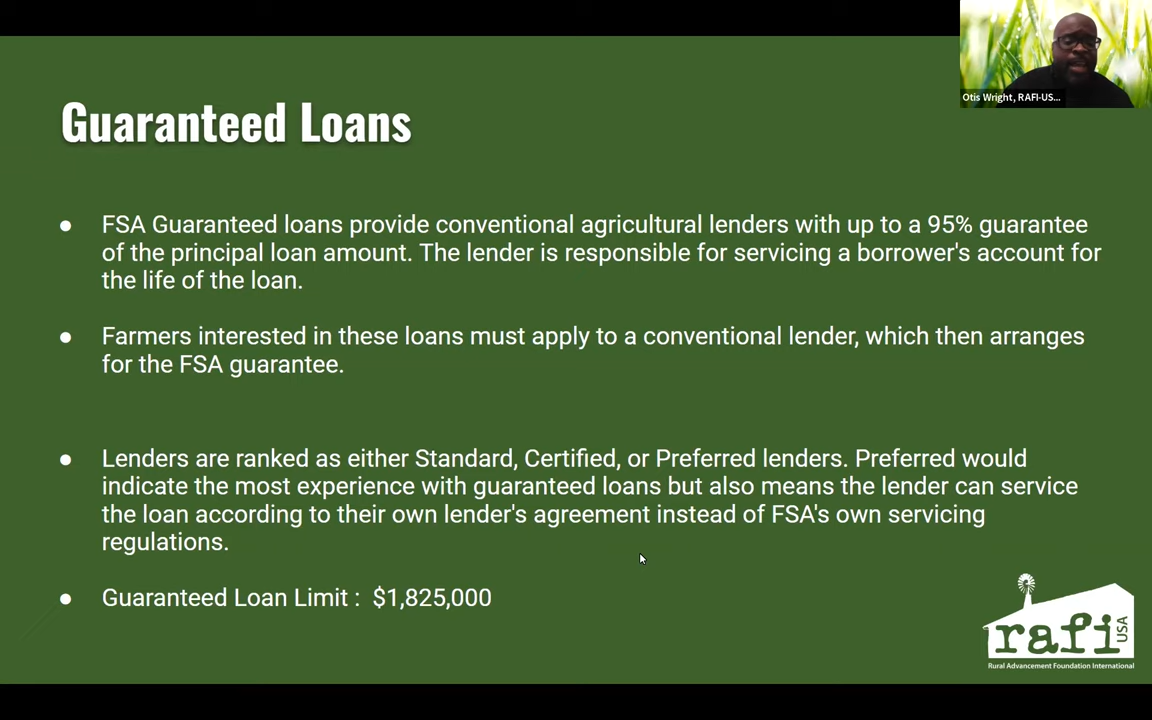 Otis Wright, RAFI-US...
Guaranteed Loans
● FSA Guaranteed loans provide conventional agricultural lenders with up to a 95% guarantee
of the principal loan amount. The lender is responsible for servicing a borrower's account for
the life of the loan.
● Farmers interested in these loans must apply to a conventional lender, which then arranges
for the FSA guarantee.
● Lenders are ranked as either Standard, Certified, or Preferred lenders. Preferred would
indicate the most experience with guaranteed loans but also means the lender can service
the loan according to their own lender's agreement instead of FSA's own servicing
regulations.
● Guaranteed Loan Limit :  $1,825,000
rafi USA
Rural Advancement Foundation International